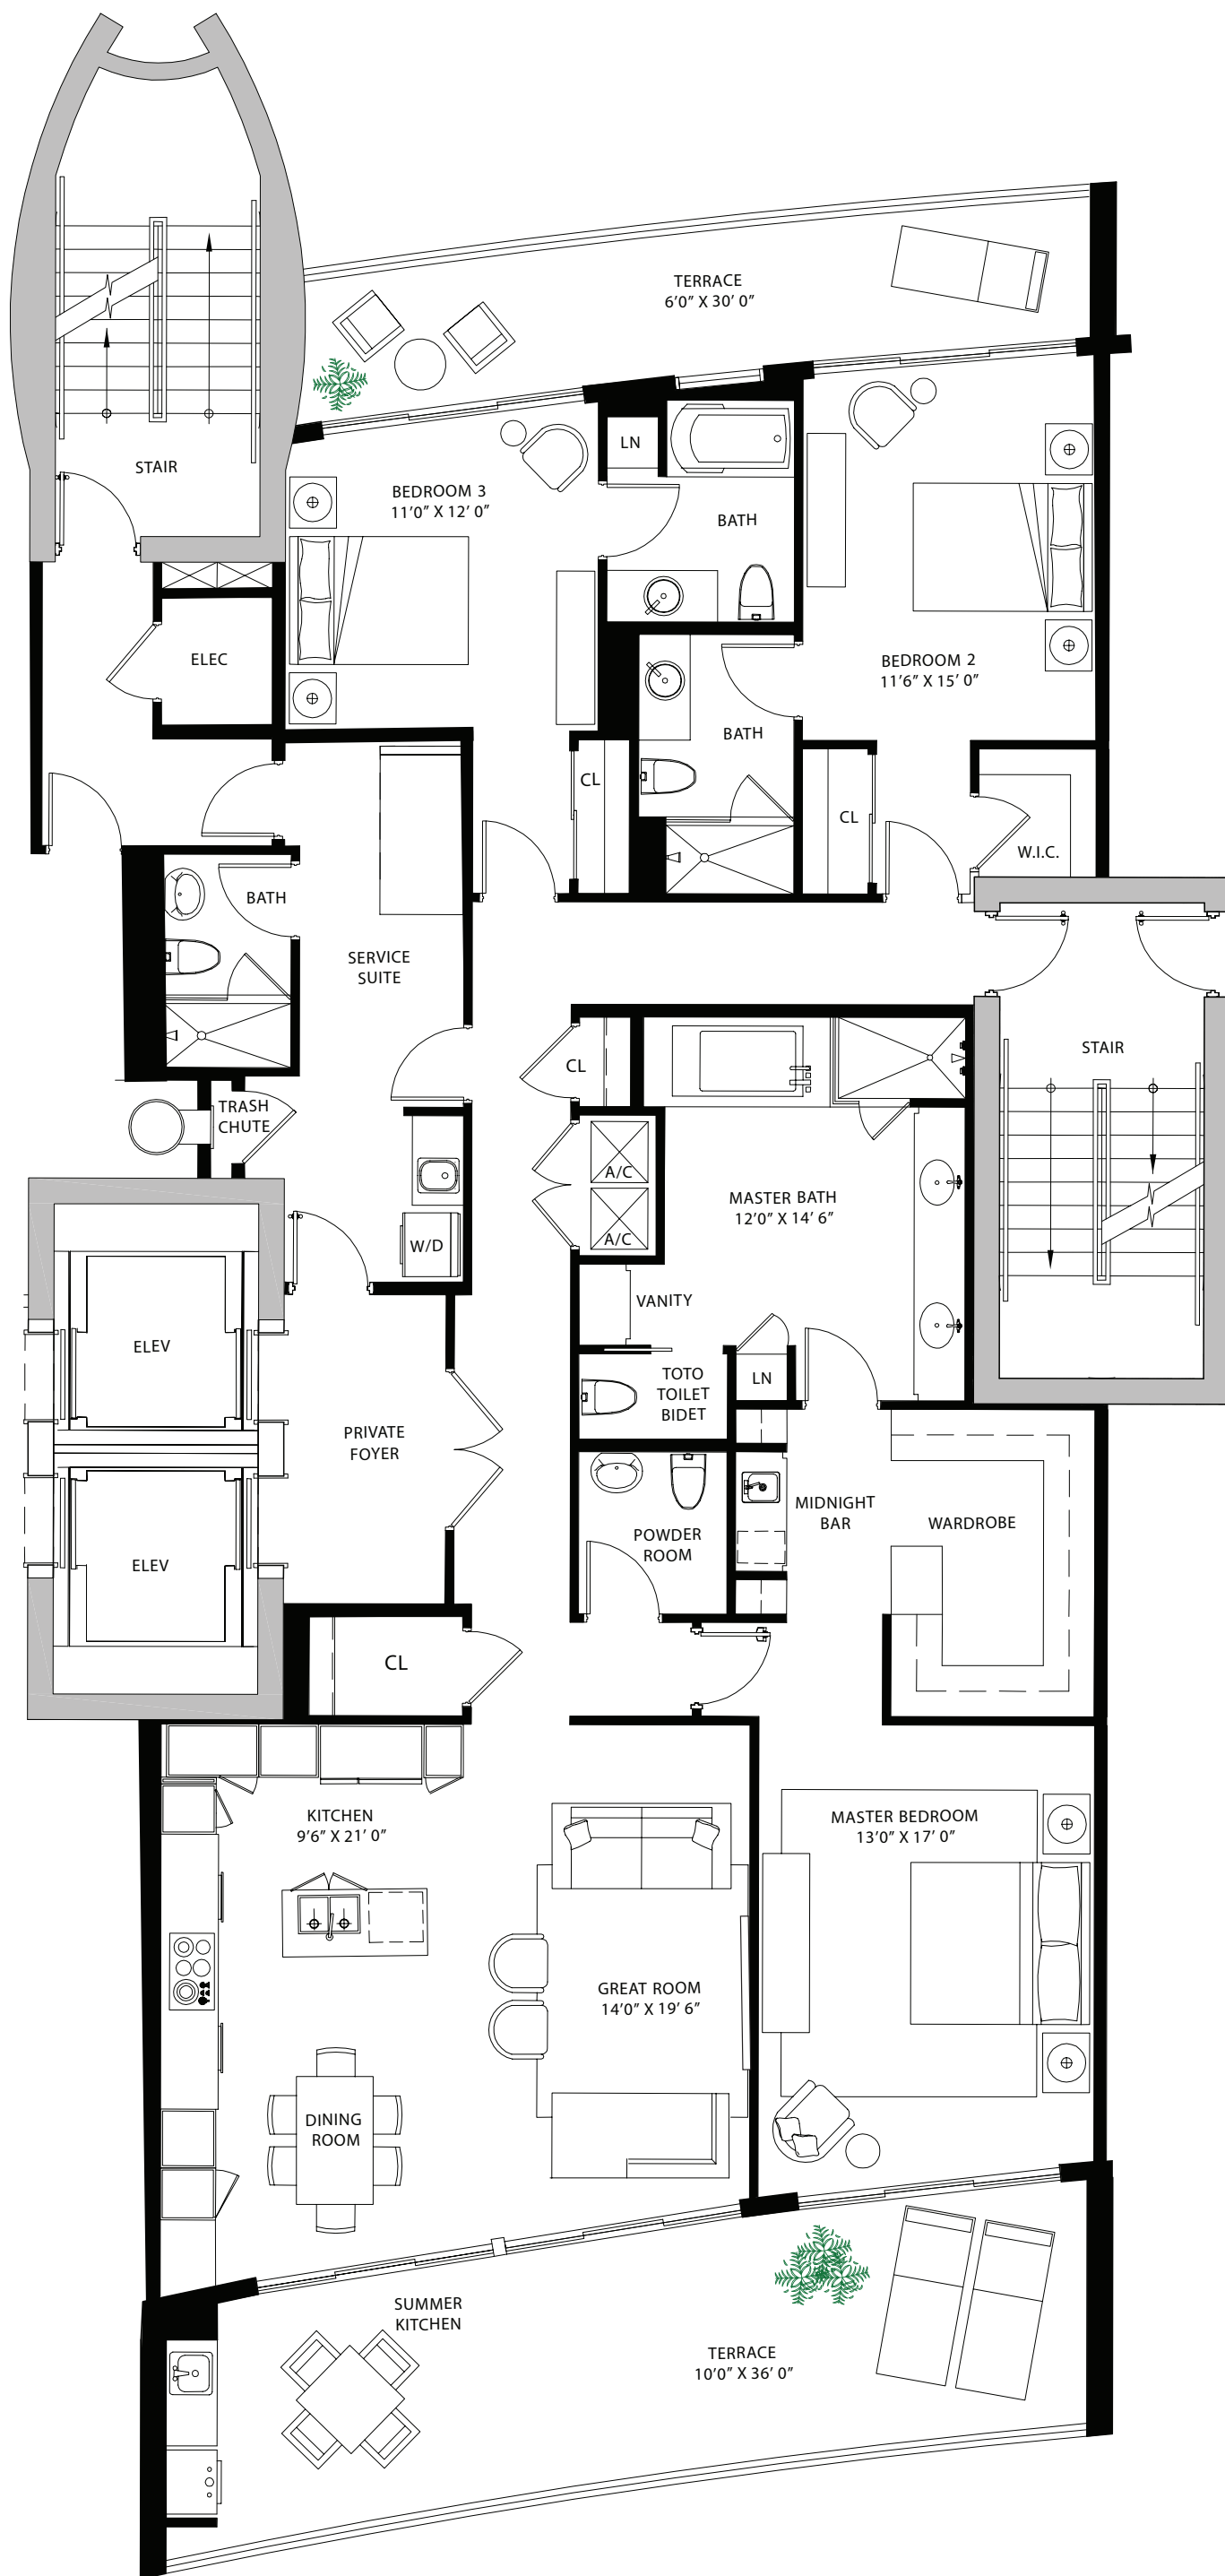 TERRACE
6'0" X 30' 0"
STAIR
LN
BEDROOM 3
11'0" X 12' 0"
BATH
ELEC
BEDROOM 2
11'6" X 15' 0"
BATH
CL
CL
W.I.C.
BATH
SERVICE
SUITE
STAIR
CL
TRASH
CHUTE
A/C
MASTER BATH
12'0" X 14' 6"
A/C
W/D
VANITY
ELEV
TOTO
TOILET
BIDET
LN
PRIVATE
FOYER
MIDNIGHT
BAR
WARDROBE
POWDER
ROOM
ELEV
CL
KITCHEN
9'6" X 21' 0"
MASTER BEDROOM
13'0" X 17' 0"
GREAT ROOM
14'0" X 19' 6"
DINING
ROOM
SUMMER
KITCHEN
TERRACE
10'0" X 36' 0"